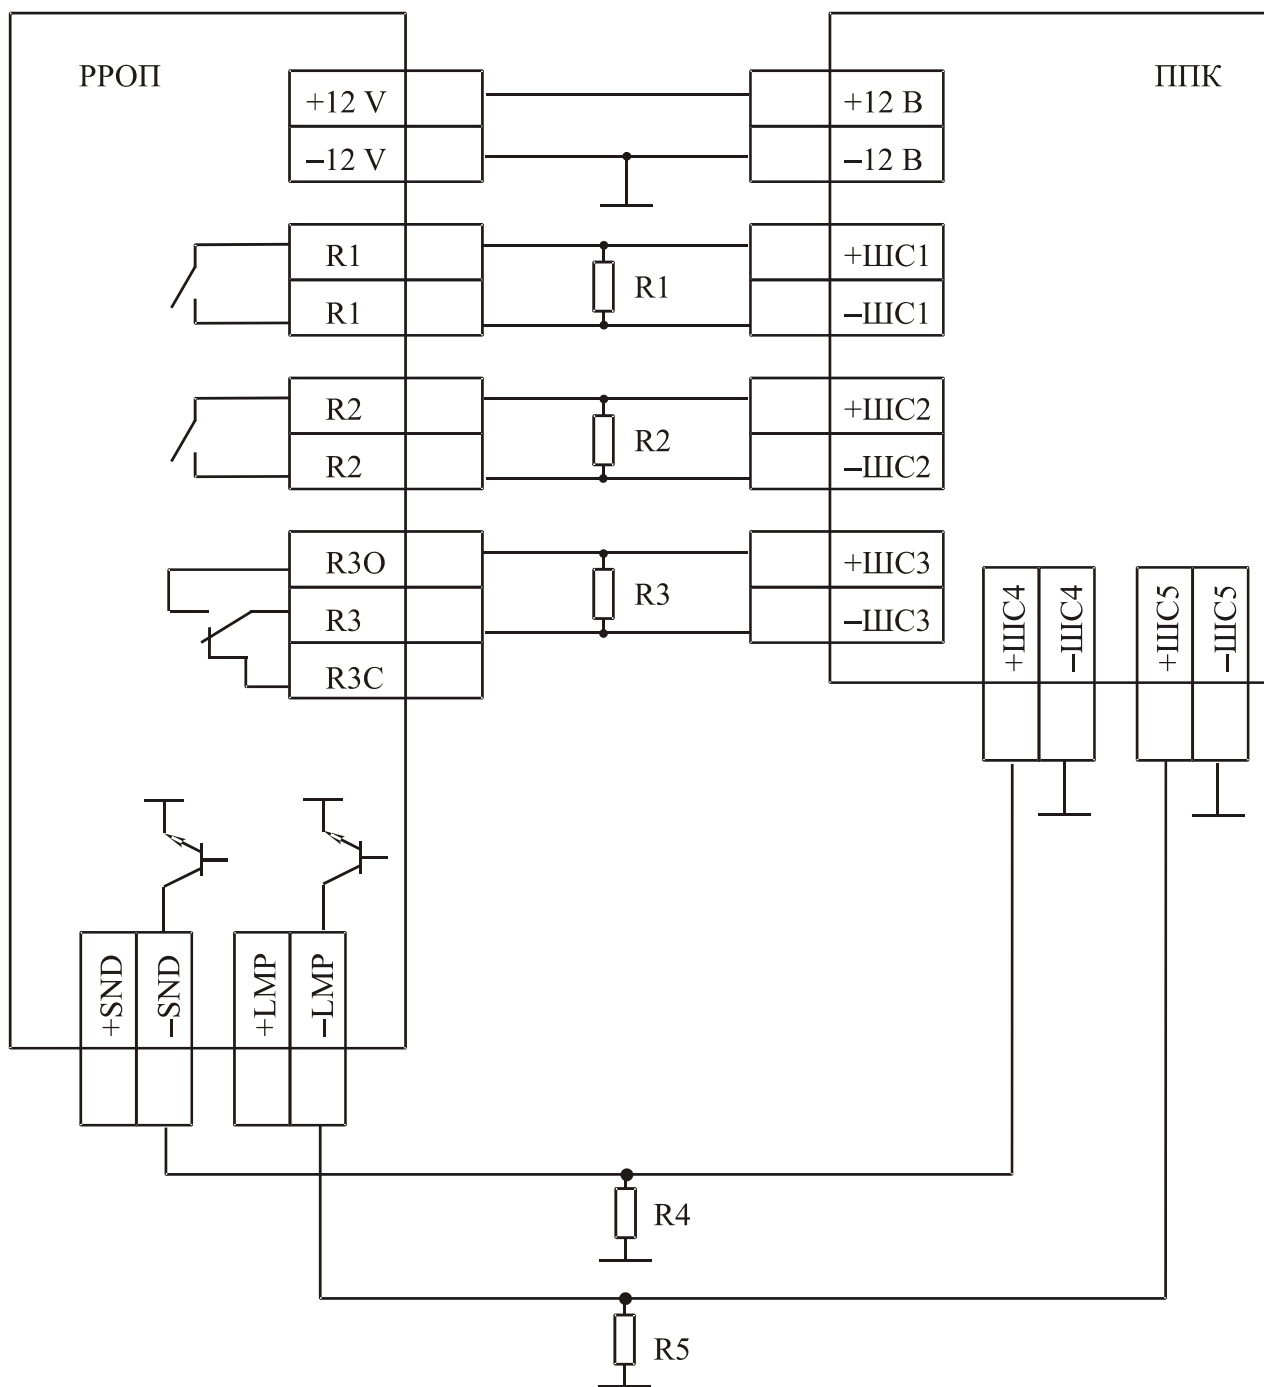 РРОП
ППК
+12 V
–12 V
+12 В
–12 В
R1
R1
R1
+ШС1
–ШС1
R2
R2
R2
+ШС2
–ШС2
R3O
R3
R3C
R3
+ШС3
–ШС3
+ШС4
–ШС4
+ШС5
–ШС5
+SND
–SND
+LMP
–LMP
R4
R5